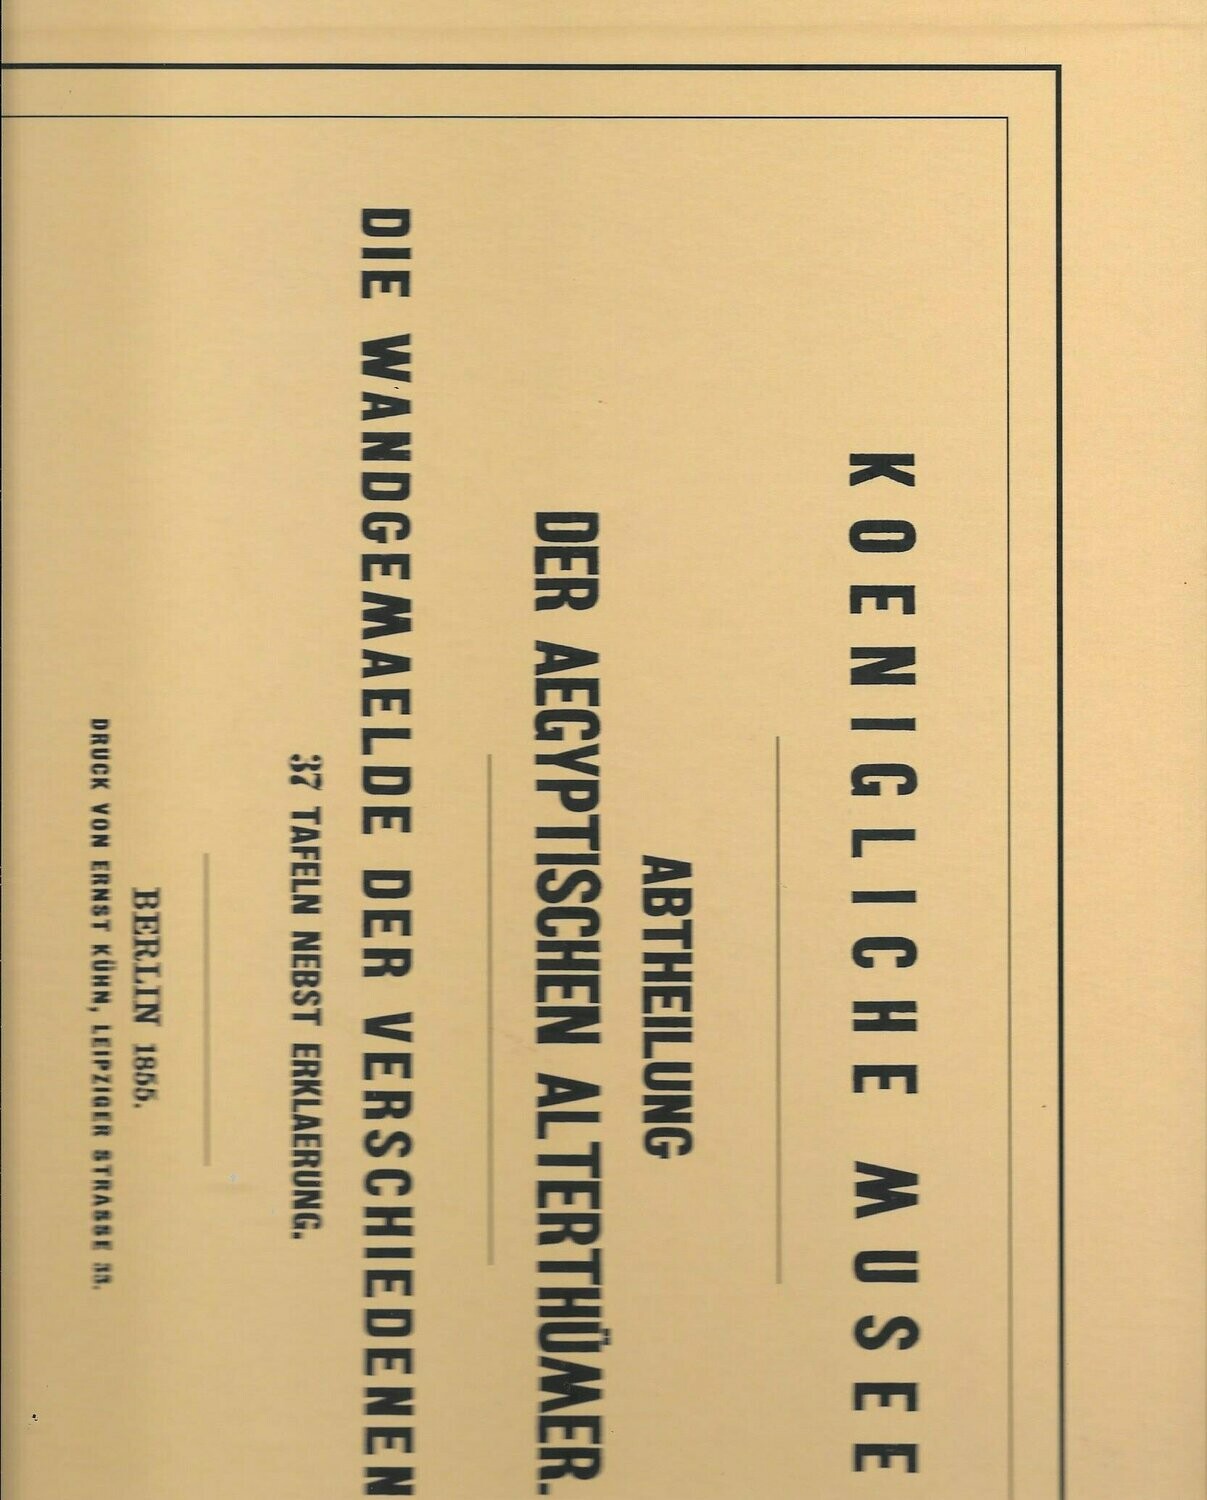 KOENIGLICHE MUSEE
ABTHEILUNG
DER AEGYPTISCHEN ALTERTHÜMER.
DIE WANDGEMAELDE DER VERSCHIEDENEN
37 TAFELN NEBST ERKLAERUNG.
BERLIN 1855.
DRUCK VON ERNST KÜHN, LEIPZIGER STRASSE 33.